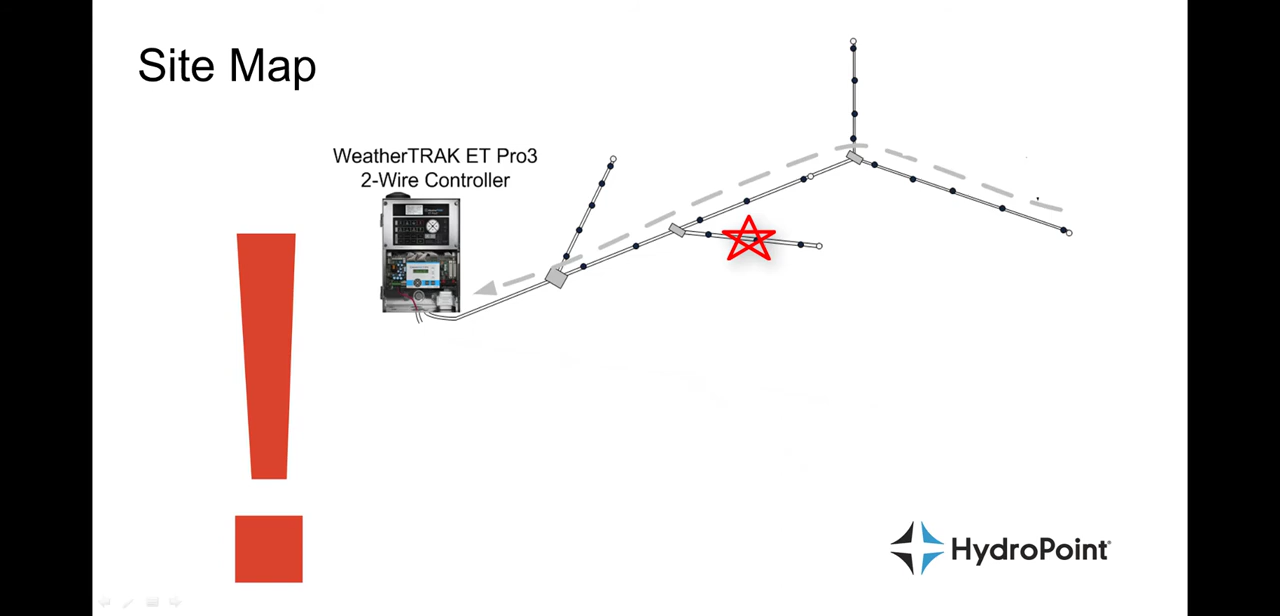 Site Map
WeatherTRAK ET Pro3
2-Wire Controller
!
HydroPoint®